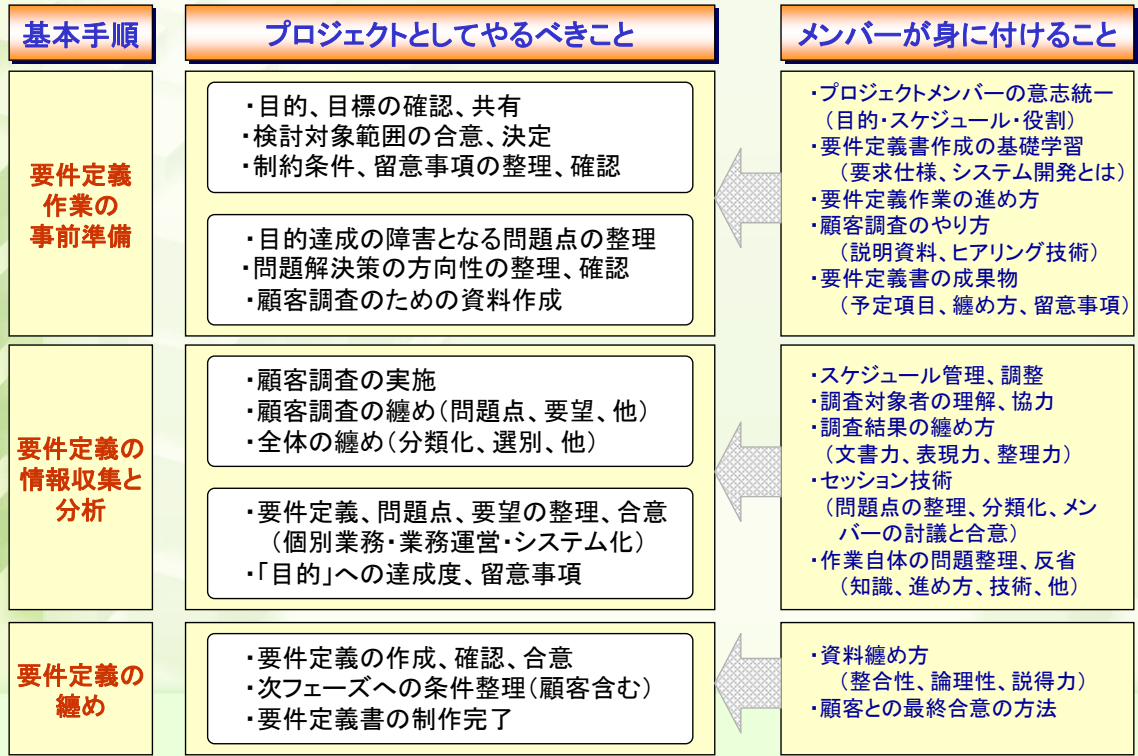 基本手順
プロジェクトとしてやるべきこと
メンバーが身に付けること
要件定義
作業の
事前準備
・目的、目標の確認、共有
・検討対象範囲の合意、決定
・制約条件、留意事項の整理、確認
・目的達成の障害となる問題点の整理
・問題解決策の方向性の整理、確認
・顧客調査のための資料作成
・プロジェクトメンバーの意志統一
（目的・スケジュール・役割）
・要件定義書作成の基礎学習
（要求仕様、システム開発とは）
・要件定義作業の進め方
・顧客調査のやり方
（説明資料、ヒアリング技術）
・要件定義書の成果物
（予定項目、纏め方、留意事項）
要件定義の
情報収集と
分析
・顧客調査の実施
・顧客調査の纏め（問題点、要望、他）
・全体の纏め（分類化、選別、他）
・要件定義、問題点、要望の整理、合意
（個別業務・業務運営・システム化）
・「目的」への達成度、留意事項
・スケジュール管理、調整
・調査対象者の理解、協力
・調査結果の纏め方
（文書力、表現力、整理力）
・セッション技術
（問題点の整理、分類化、メン
バーの討議と合意）
・作業自体の問題整理、反省
（知識、進め方、技術、他）
要件定義の
纏め
・要件定義の作成、確認、合意
・次フェーズへの条件整理（顧客含む）
・要件定義書の制作完了
・資料纏め方
（整合性、論理性、説得力）
・顧客との最終合意の方法